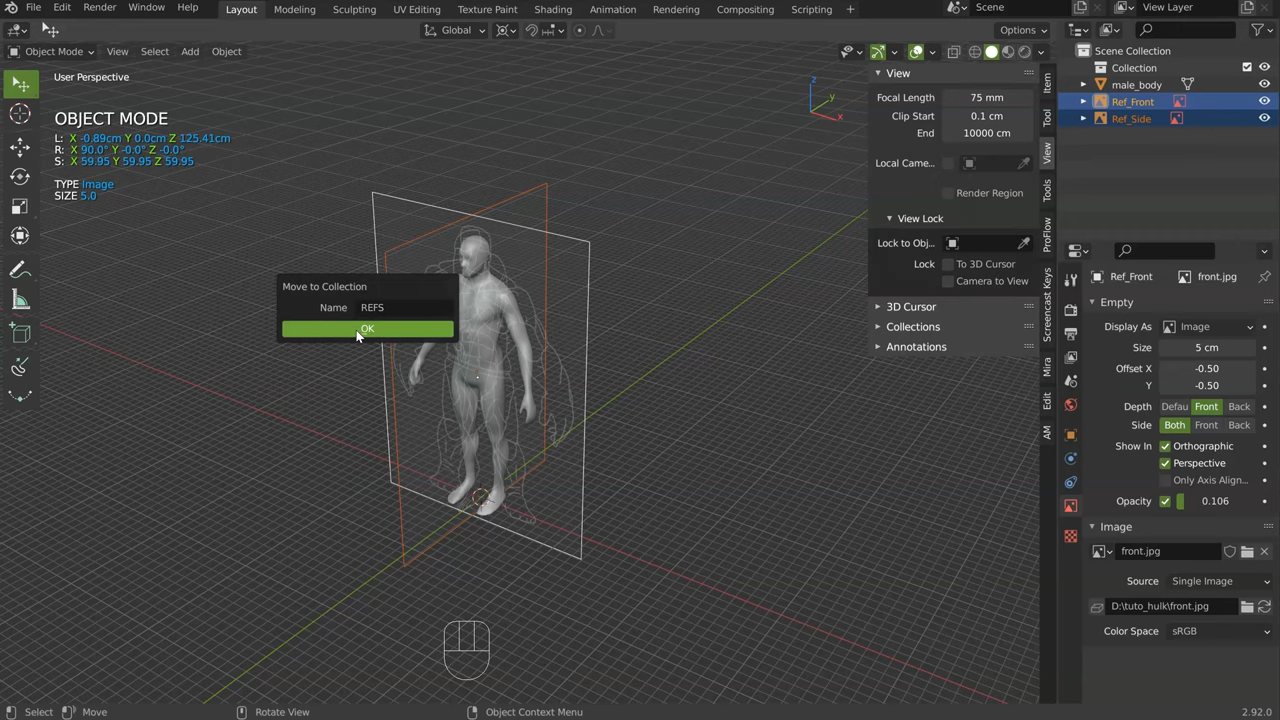 File Edit Render Window Help Layout Modeling Sculpting UV Editing Texture Paint Shading Animation Rendering Compositing Scripting + Scene View Layer
Global Options
Object Mode View Select Add Object
User Perspective
OBJECT MODE
L: X -0.89cm Y 0.0cm Z 125.41cm
R: X 90.0° Y -0.0° Z -0.0°
S: X 59.95 Y 59.95 Z 59.95
TYPE Image
SIZE 5.0
z
y
x
Move to Collection
Name REFS
OK
View
Focal Length 75 mm
Clip Start 0.1 cm
End 10000 cm
Local Came...
Render Region
View Lock
Lock to Obj...
Lock To 3D Cursor
Camera to View
3D Cursor
Collections
Annotations
Item
Tool
View
Tools
ProFlow
Screencast Keys
Mira
Edit
AM
Scene Collection
Collection
male_body
Ref_Front
Ref_Side
Ref_Front front.jpg
Empty
Display As Image
Size 5 cm
Offset X -0.50
Y -0.50
Depth Defau Front Back
Side Both Front Back
Show In Orthographic
Perspective
Only Axis Align...
Opacity 0.106
Image
front.jpg
Source Single Image
D:\tuto_hulk\front.jpg
Color Space sRGB
Select Move Rotate View Object Context Menu 2.92.0